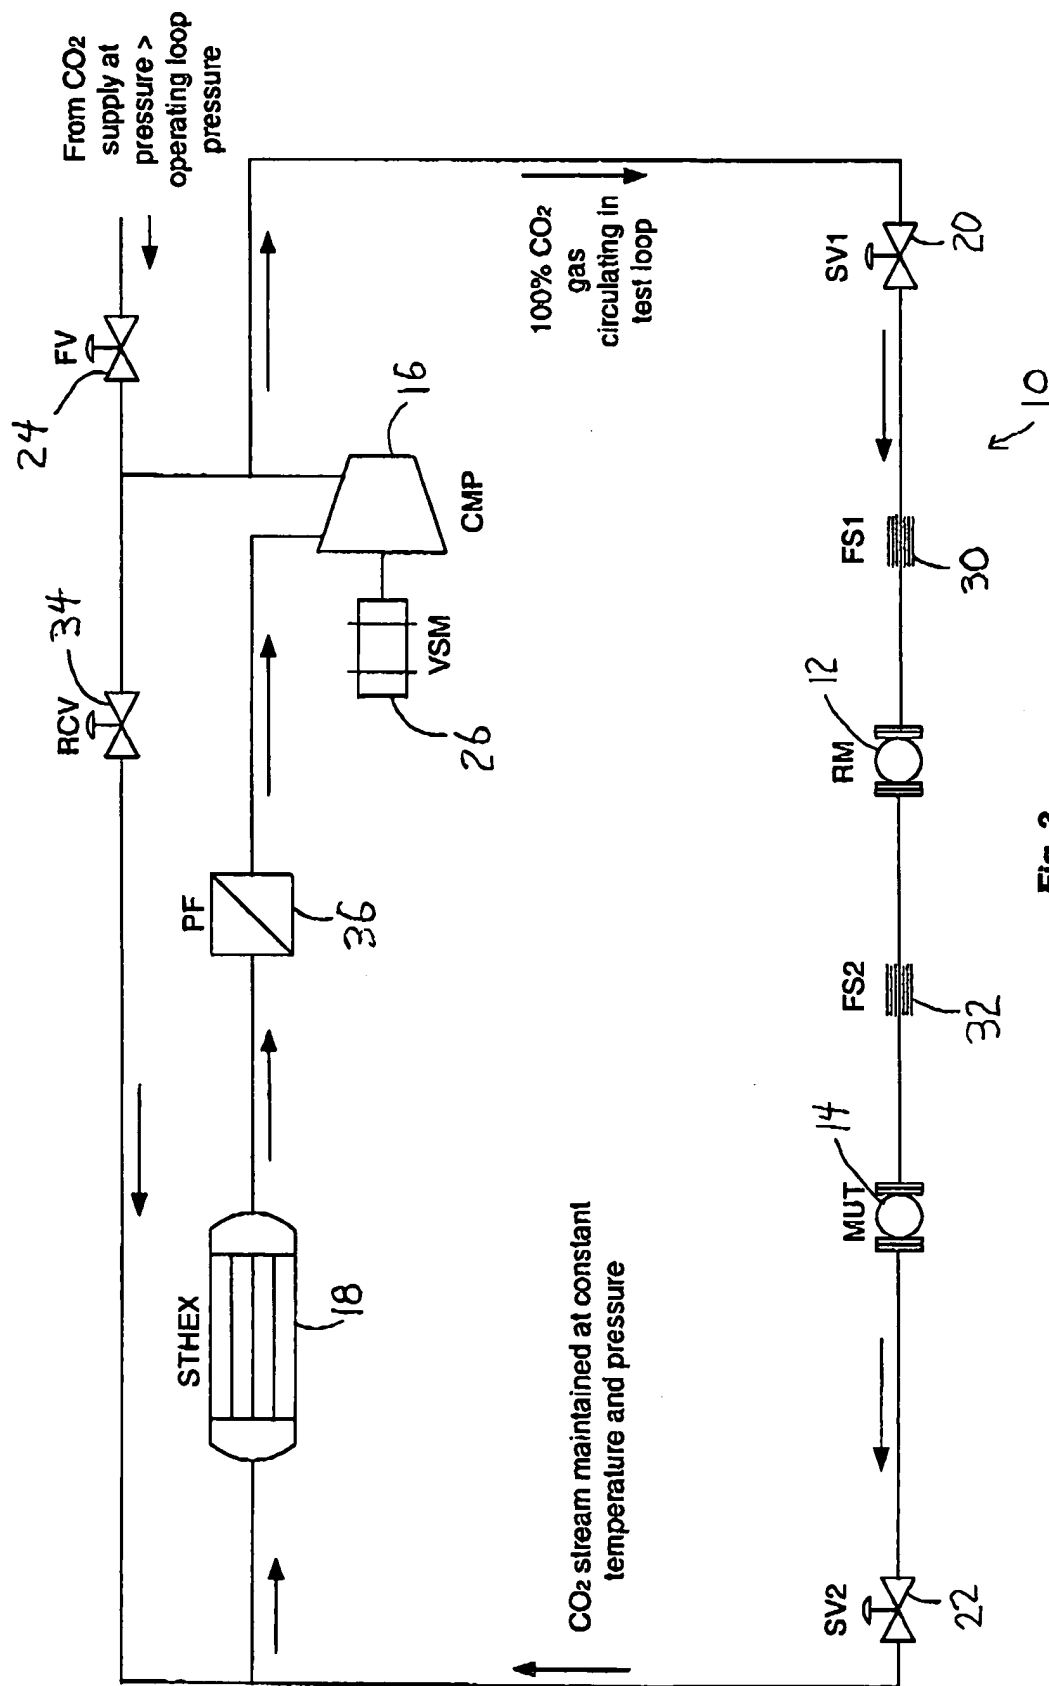 From CO2
supply at
pressure >
operating loop
pressure
FV
24
RCV
34
16
CMP
VSM
26
PF
36
STHEX
18
100% CO2
gas
circulating in
test loop
CO2 stream maintained at constant
temperature and pressure
SV1
20
FS1
30
RM
12
FS2
32
MUT
14
SV2
22
10